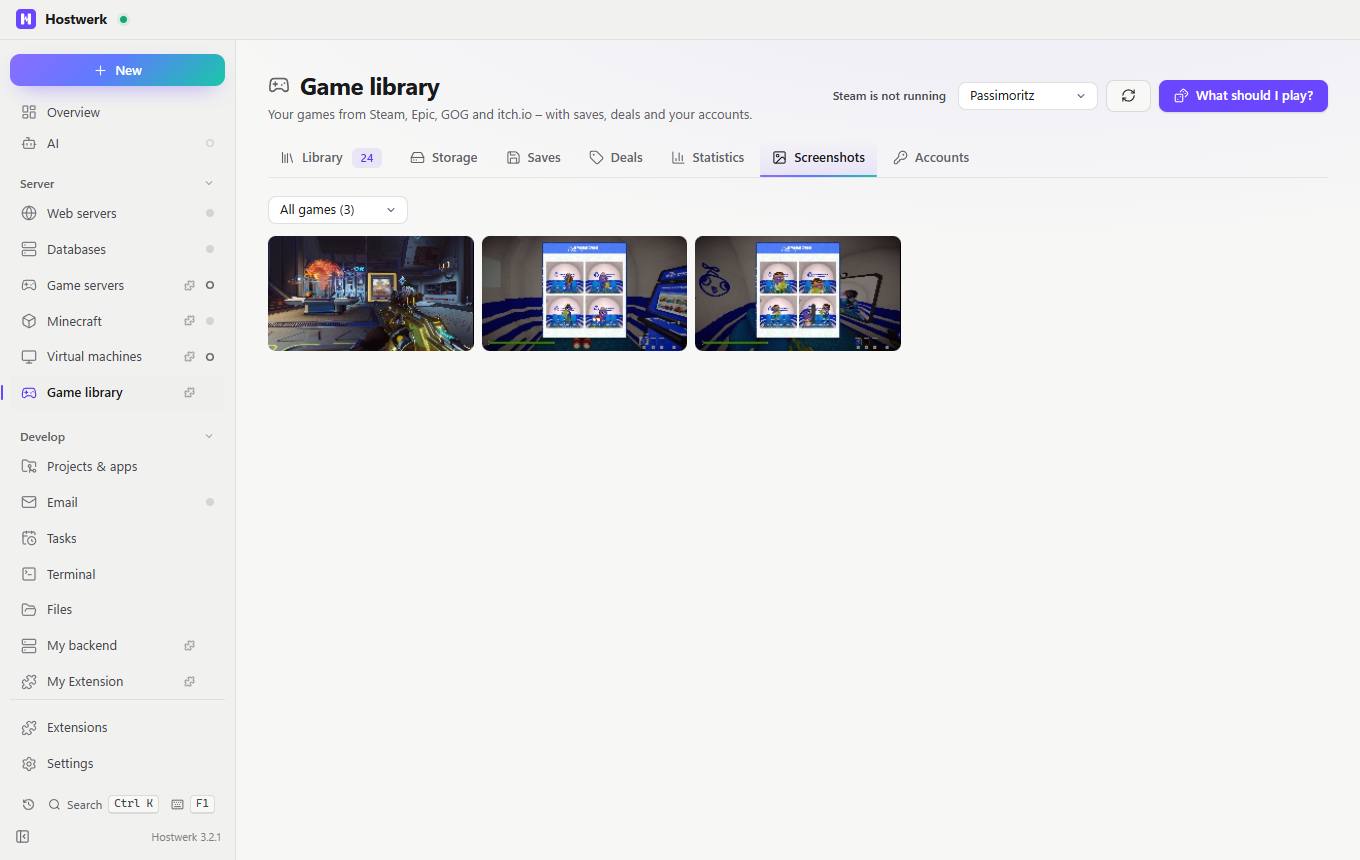 Hostwerk
New
Overview
AI
Server
Web servers
Databases
Game servers
Minecraft
Virtual machines
Game library
Develop
Projects & apps
Email
Tasks
Terminal
Files
My backend
My Extension
Extensions
Settings
Search Ctrl K F1
Hostwerk 3.2.1
Game library
Your games from Steam, Epic, GOG and itch.io – with saves, deals and your accounts.
Steam is not running
Passimoritz
What should I play?
Library 24 Storage Saves Deals Statistics Screenshots Accounts
All games (3)